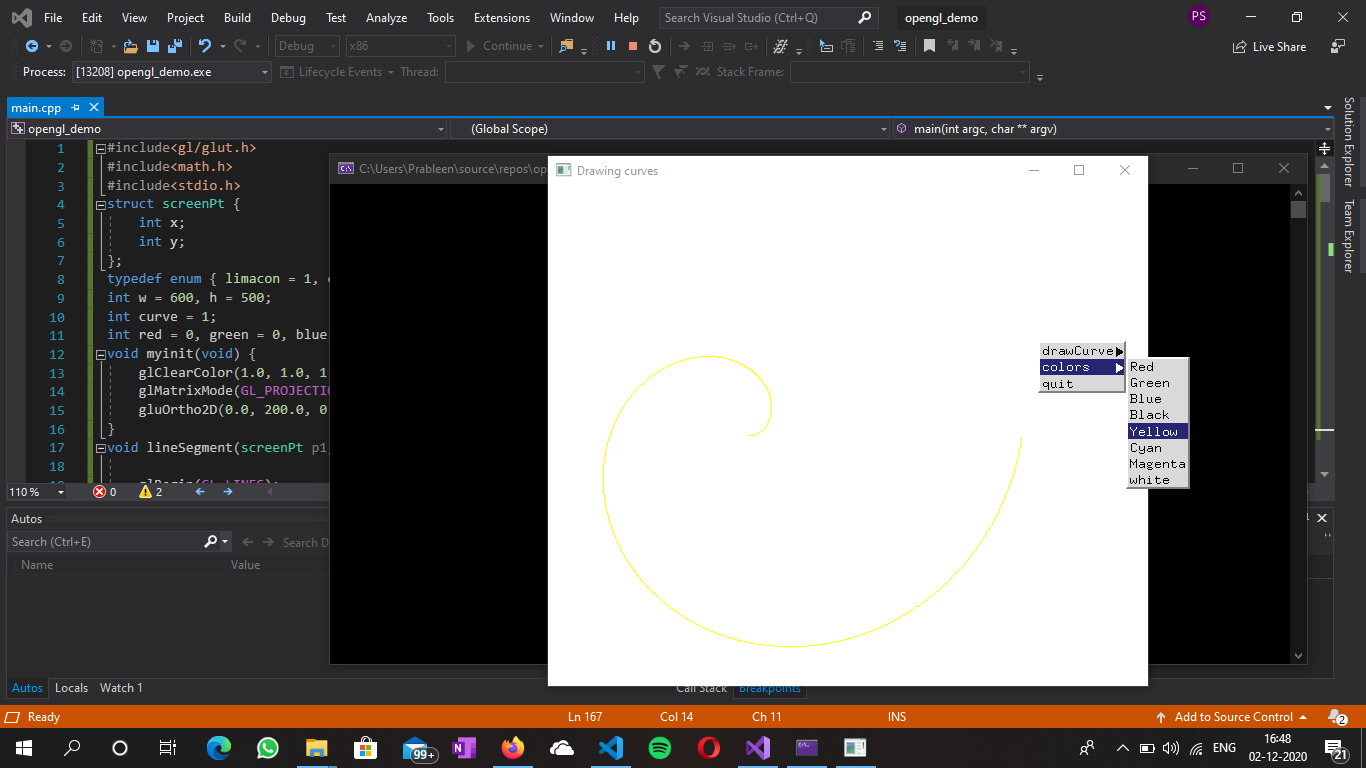 File Edit View Project Build Debug Test Analyze Tools Extensions Window Help Search Visual Studio (Ctrl+Q) opengl_demo PS
Debug x86 Continue Live Share
Process: [13208] opengl_demo.exe Lifecycle Events Thread: Stack Frame:
main.cpp
opengl_demo (Global Scope) main(int argc, char ** argv)
1 #include<gl/glut.h>
2 #include<math.h>
3 #include<stdio.h>
4 struct screenPt {
5 int x;
6 int y;
7 };
8 typedef enum { limacon = 1,
9 int w = 600, h = 500;
10 int curve = 1;
11 int red = 0, green = 0, blue
12 void myinit(void) {
13 glClearColor(1.0, 1.0, 1
14 glMatrixMode(GL_PROJECTIO
15 gluOrtho2D(0.0, 200.0, 0
16 }
17 void lineSegment(screenPt p1
18
110 % 0 2
C:\Users\Prableen\source\repos\op
Drawing curves
drawCurve
colors
quit
Red
Green
Blue
Black
Yellow
Cyan
Magenta
white
Solution Explorer
Team Explorer
Autos
Search (Ctrl+E) Search D
Name Value
Autos Locals Watch 1 Call Stack Breakpoints
Ready Ln 167 Col 14 Ch 11 INS Add to Source Control 2
99+ ENG 16:48
02-12-2020 21